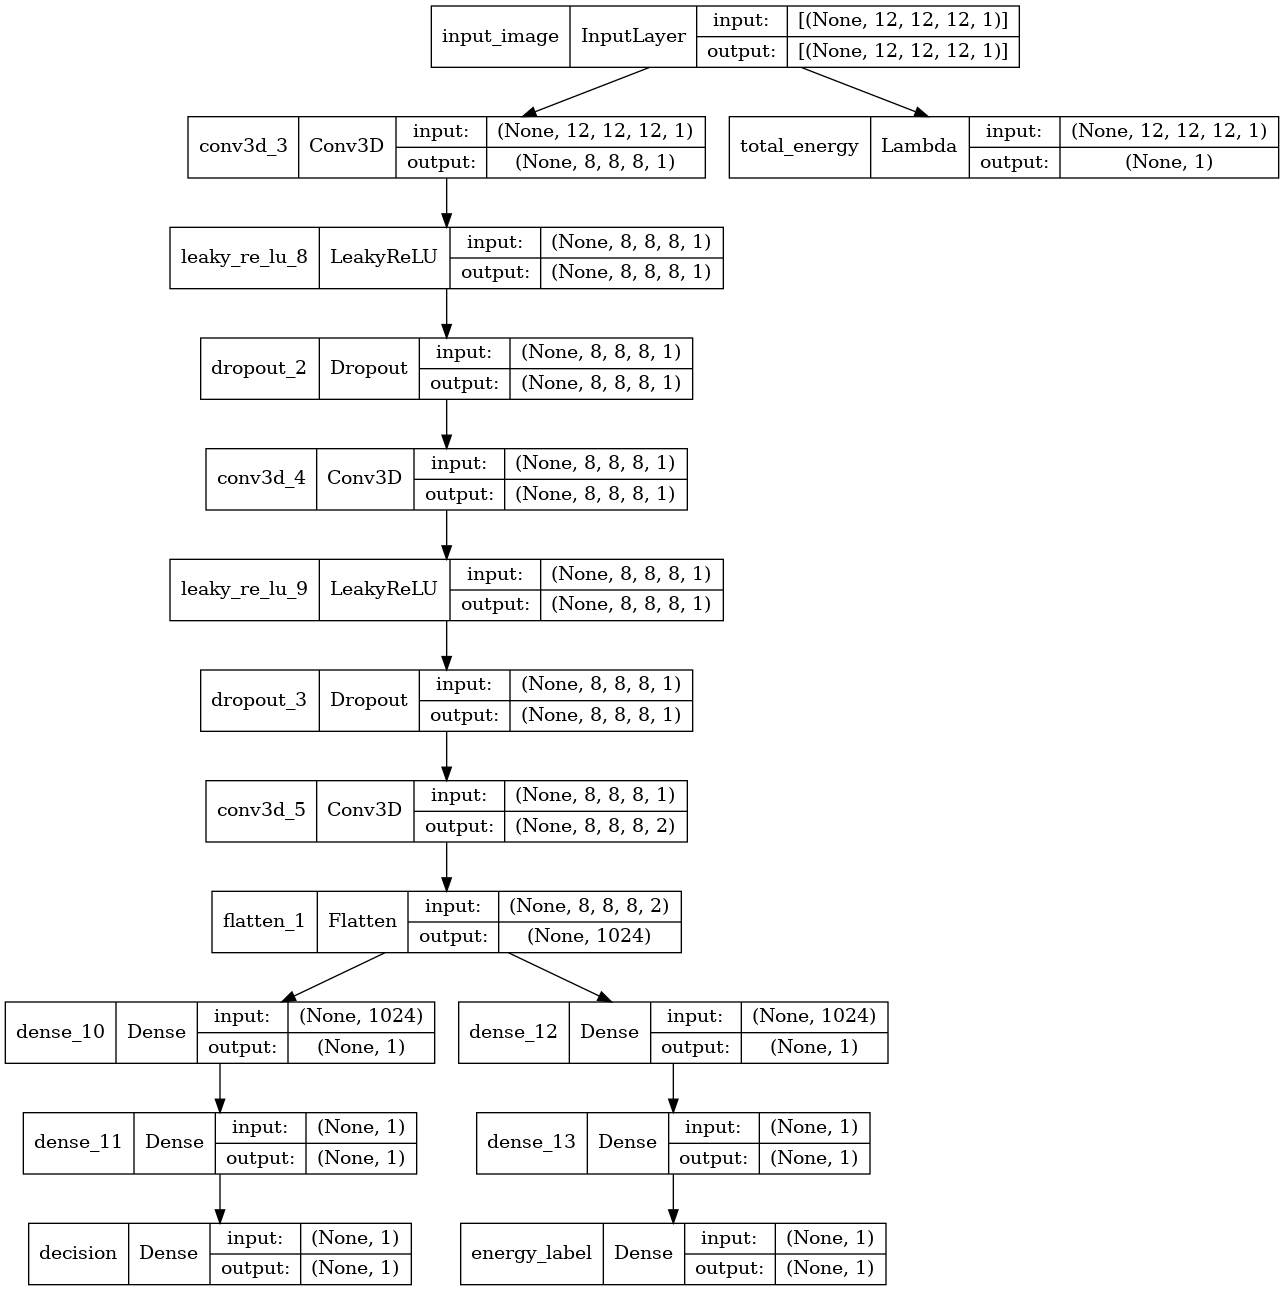 input_image InputLayer input: [(None, 12, 12, 12, 1)]
output: [(None, 12, 12, 12, 1)]
conv3d_3 Conv3D input: (None, 12, 12, 12, 1)
output: (None, 8, 8, 8, 1)
total_energy Lambda input: (None, 12, 12, 12, 1)
output: (None, 1)
leaky_re_lu_8 LeakyReLU input: (None, 8, 8, 8, 1)
output: (None, 8, 8, 8, 1)
dropout_2 Dropout input: (None, 8, 8, 8, 1)
output: (None, 8, 8, 8, 1)
conv3d_4 Conv3D input: (None, 8, 8, 8, 1)
output: (None, 8, 8, 8, 1)
leaky_re_lu_9 LeakyReLU input: (None, 8, 8, 8, 1)
output: (None, 8, 8, 8, 1)
dropout_3 Dropout input: (None, 8, 8, 8, 1)
output: (None, 8, 8, 8, 1)
conv3d_5 Conv3D input: (None, 8, 8, 8, 1)
output: (None, 8, 8, 8, 2)
flatten_1 Flatten input: (None, 8, 8, 8, 2)
output: (None, 1024)
dense_10 Dense input: (None, 1024)
output: (None, 1)
dense_12 Dense input: (None, 1024)
output: (None, 1)
dense_11 Dense input: (None, 1)
output: (None, 1)
dense_13 Dense input: (None, 1)
output: (None, 1)
decision Dense input: (None, 1)
output: (None, 1)
energy_label Dense input: (None, 1)
output: (None, 1)